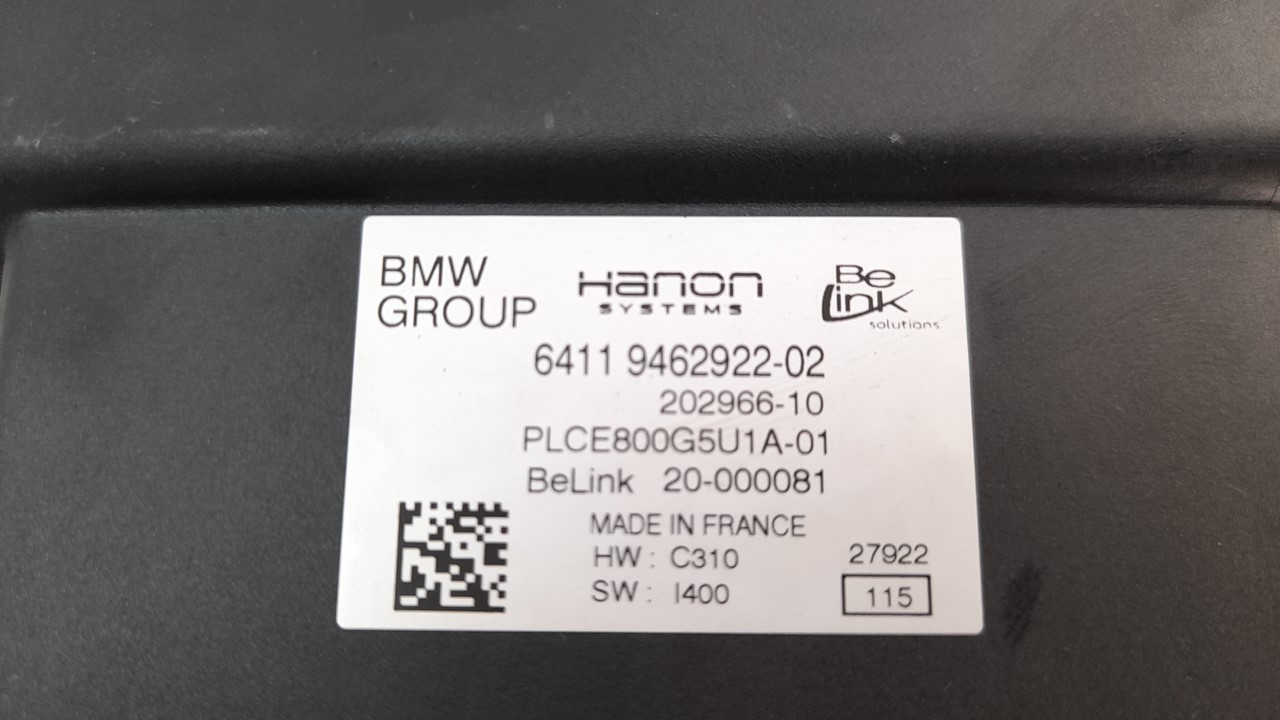 BMW
GROUP
Hanon
SYSTEMS
Be
Link
solutions
6411 9462922-02
202966-10
PLCE800G5U1A-01
BeLink 20-000081
MADE IN FRANCE
HW : C310
27922
SW : I400
115